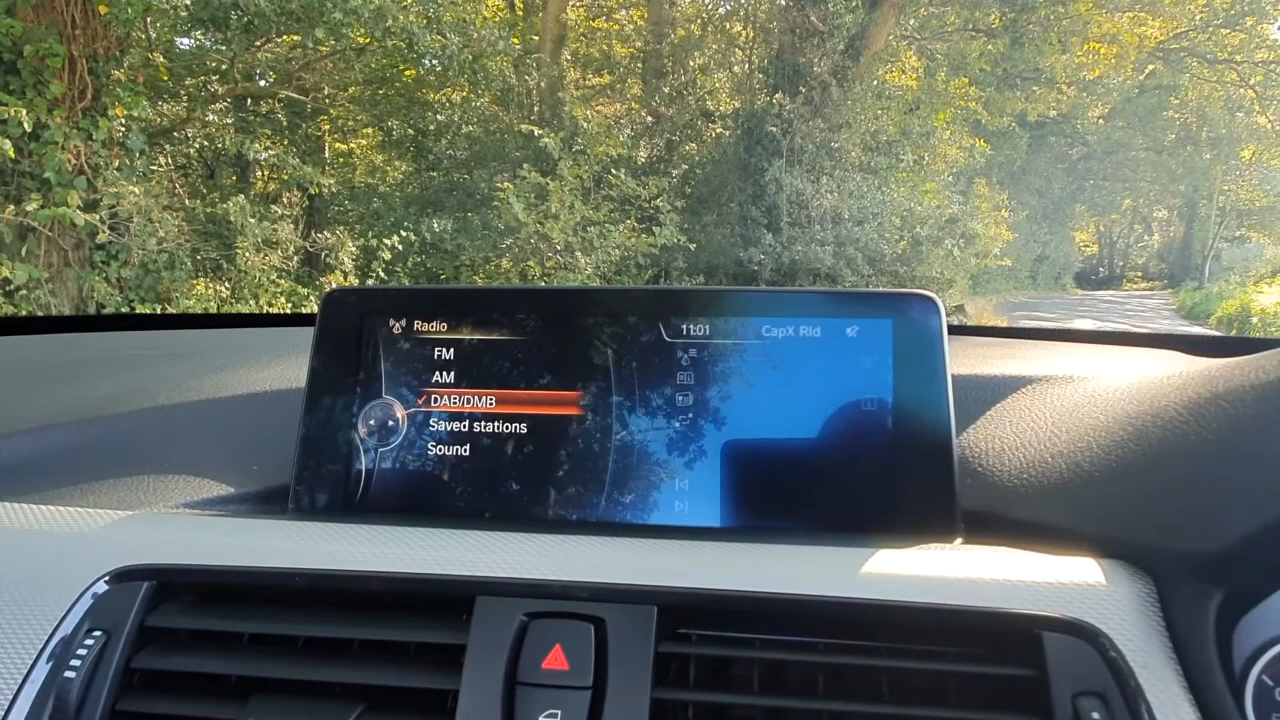 Radio
11:01
CapX Rld
FM
AM
DAB/DMB
Saved stations
Sound